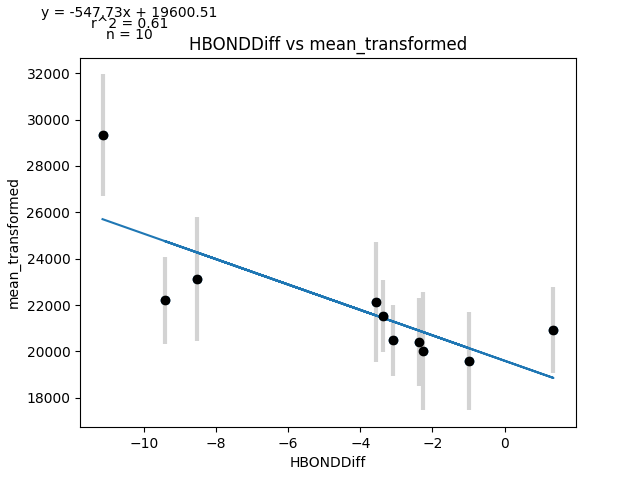 y = -547.73x + 19600.51
r^2 = 0.61
n = 10
HBONDDiff vs mean_transformed
32000
30000
28000
26000
24000
22000
20000
18000
mean_transformed
−10
−8
−6
−4
−2
0
HBONDDiff